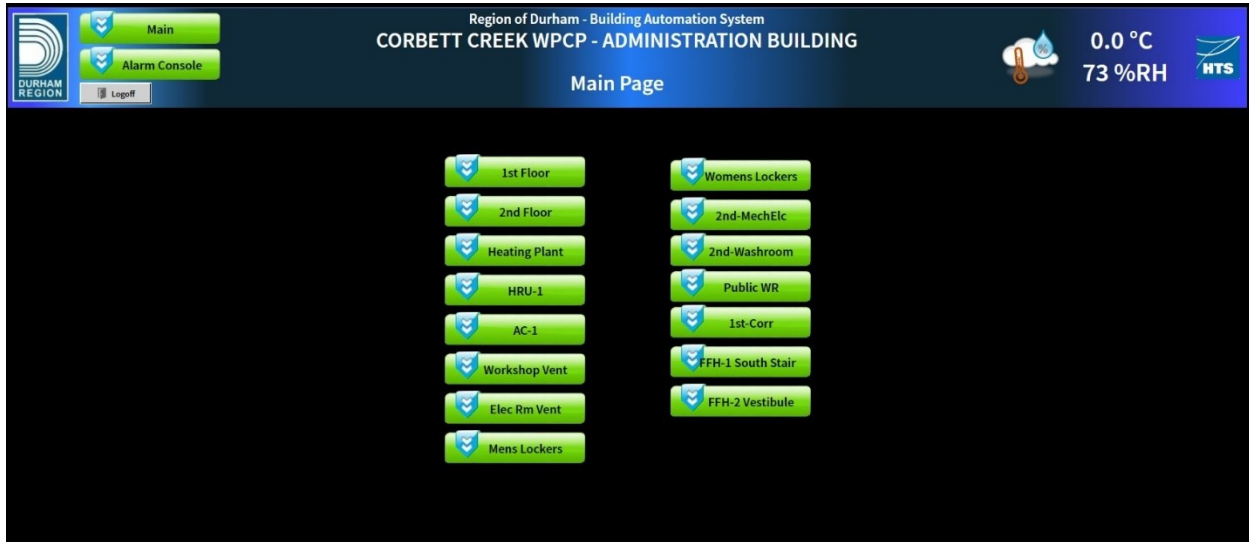 DURHAM
REGION
Main
Alarm Console
Logoff
Region of Durham - Building Automation System
CORBETT CREEK WPCP - ADMINISTRATION BUILDING
Main Page
%
0.0 °C
73 %RH
HTS
1st Floor
2nd Floor
Heating Plant
HRU-1
AC-1
Workshop Vent
Elec Rm Vent
Mens Lockers
Womens Lockers
2nd-MechElc
2nd-Washroom
Public WR
1st-Corr
FFH-1 South Stair
FFH-2 Vestibule